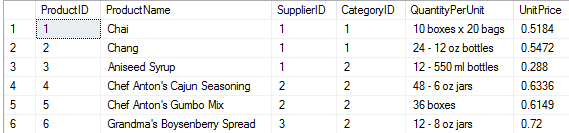 ProductID ProductName SupplierID CategoryID QuantityPerUnit UnitPrice
1 1 Chai 1 1 10 boxes x 20 bags 0.5184
2 2 Chang 1 1 24 - 12 oz bottles 0.5472
3 3 Aniseed Syrup 1 2 12 - 550 ml bottles 0.288
4 4 Chef Anton's Cajun Seasoning 2 2 48 - 6 oz jars 0.6336
5 5 Chef Anton's Gumbo Mix 2 2 36 boxes 0.6149
6 6 Grandma's Boysenberry Spread 3 2 12 - 8 oz jars 0.72